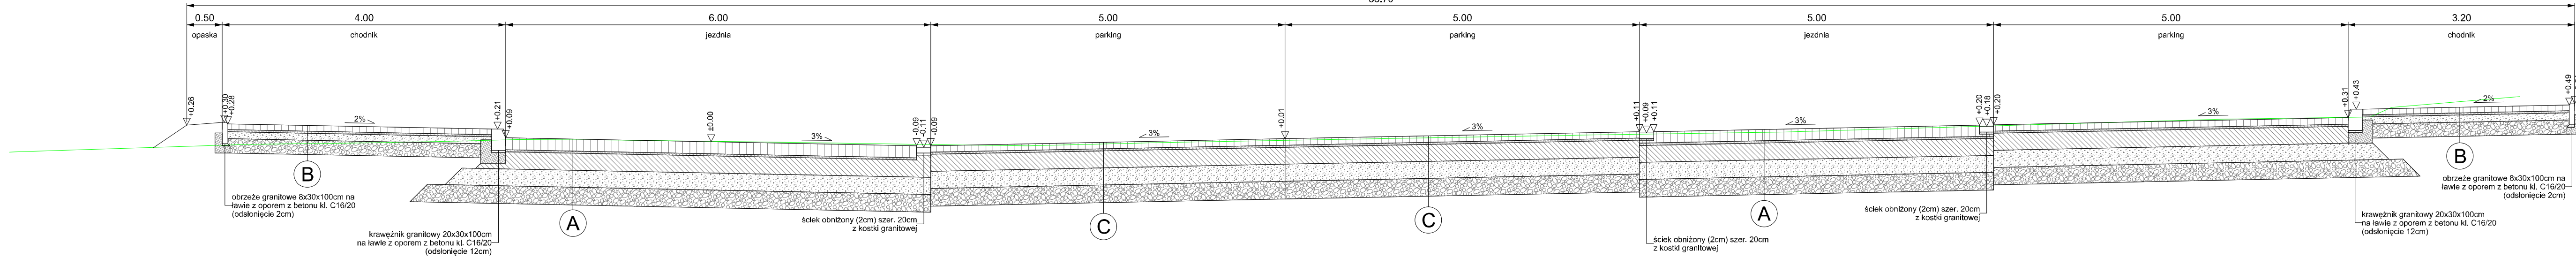 0.50
4.00
6.00
5.00
5.00
5.00
5.00
3.20
opaska
chodnik
jezdnia
parking
parking
jezdnia
parking
chodnik
+0.26
+0.30
+0.28
2%
+0.21
+0.09
±0.00
3%
-0.09
-0.11
-0.09
3%
+0.01
3%
+0.11
+0.09
+0.11
3%
+0.20
+0.18
+0.20
3%
+0.31
+0.43
2%
+0.49
B
A
C
C
A
B
obrzeże granitowe 8x30x100cm na
ławie z oporem z betonu kl. C16/20
(odsłonięcie 2cm)
krawężnik granitowy 20x30x100cm
na ławie z oporem z betonu kl. C16/20
(odsłonięcie 12cm)
ściek obniżony (2cm) szer. 20cm
z kostki granitowej
ściek obniżony (2cm) szer. 20cm
z kostki granitowej
ściek obniżony (2cm) szer. 20cm
z kostki granitowej
krawężnik granitowy 20x30x100cm
na ławie z oporem z betonu kl. C16/20
(odsłonięcie 12cm)
obrzeże granitowe 8x30x100cm na
ławie z oporem z betonu kl. C16/20
(odsłonięcie 2cm)